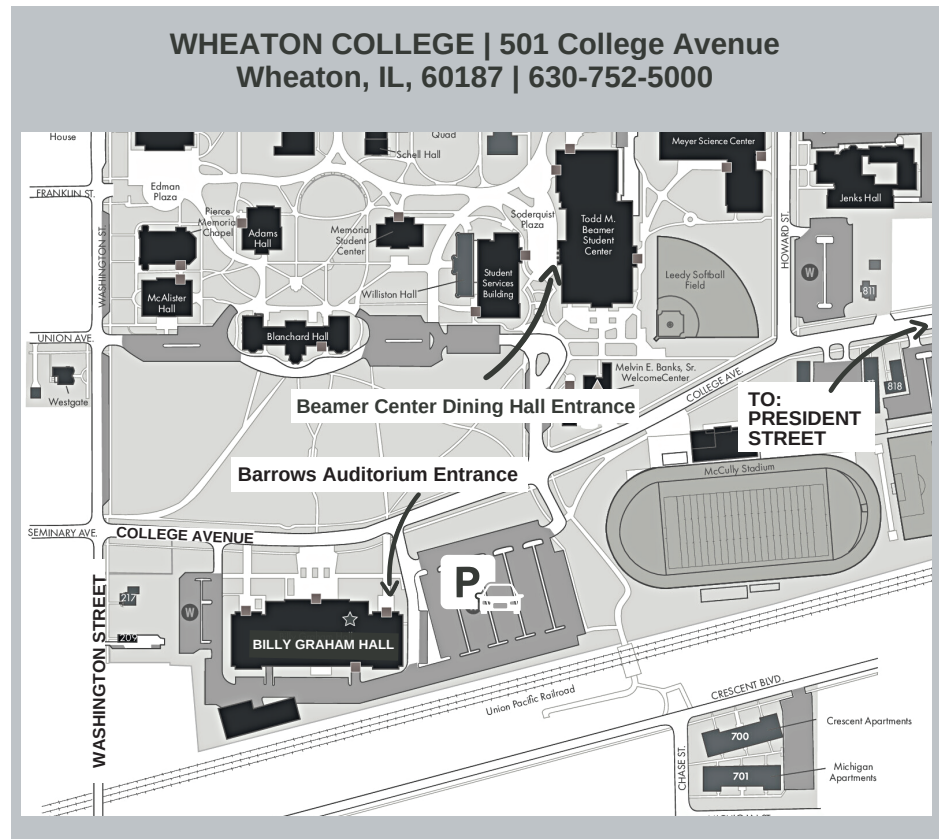 WHEATON COLLEGE | 501 College Avenue
Wheaton, IL, 60187 | 630-752-5000
House
Quad
Schell Hall
Meyer Science Center
FRANKLIN ST.
Edman
Plaza
Jenks Hall
Pierce
Memorial
Chapel
Adams
Hall
Memorial
Student
Center
Soderquist
Plaza
Todd M.
Beamer
Student
Center
HOWARD ST.
WASHINGTON ST.
Leedy Softball
Field
W
811
Williston Hall
Student
Services
Building
McAlister
Hall
Blanchard Hall
UNION AVE.
Westgate
Melvin E. Banks, Sr.
WelcomeCenter
COLLEGE AVE.
818
Beamer Center Dining Hall Entrance
TO:
PRESIDENT
STREET
Barrows Auditorium Entrance
McCully Stadium
SEMINARY AVE.
COLLEGE AVENUE
P
217
W
209
BILLY GRAHAM HALL
WASHINGTON STREET
Union Pacific Railroad
CRESCENT BLVD.
CHASE ST.
700
Crescent Apartments
701
Michigan
Apartments